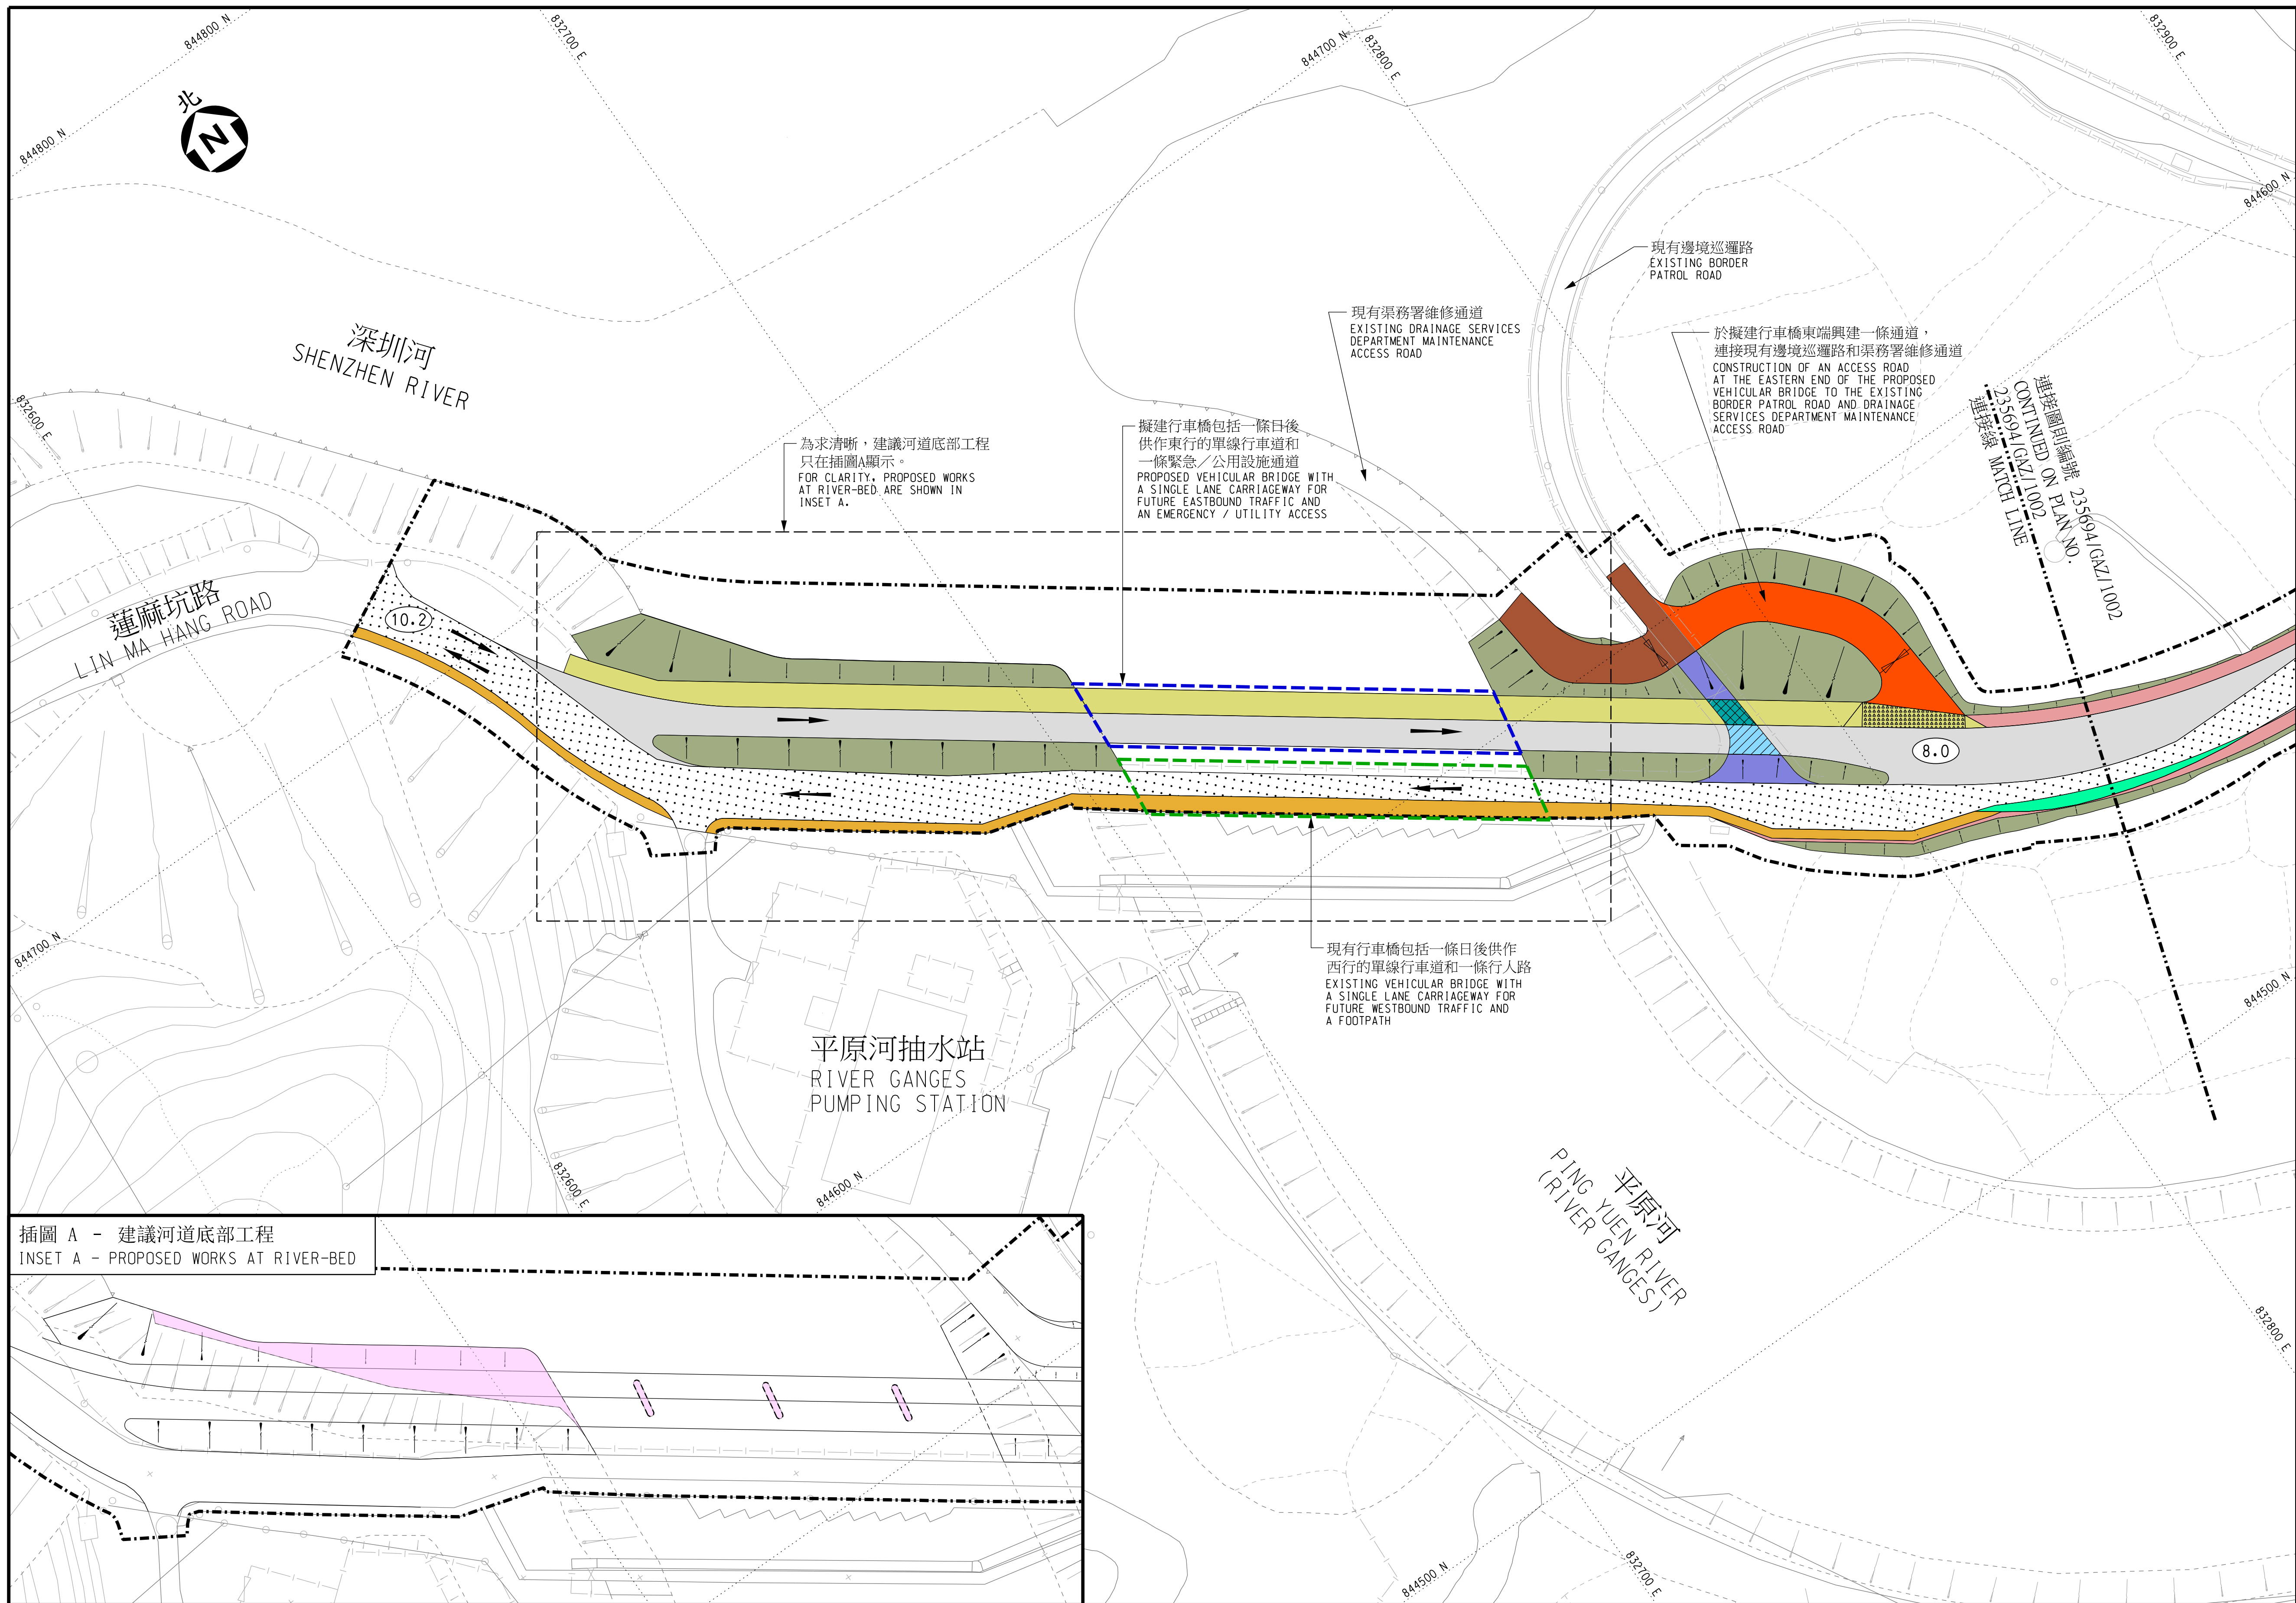 844800 N
832700 E
844700 N
832800 E
832900 E
844800 N
北
N
844600 N
832600 E
深圳河
SHENZHEN RIVER
現有邊境巡邏路
EXISTING BORDER
PATROL ROAD
現有渠務署維修通道
EXISTING DRAINAGE SERVICES
DEPARTMENT MAINTENANCE
ACCESS ROAD
於擬建行車橋東端興建一條通道，
連接現有邊境巡邏路和渠務署維修通道
CONSTRUCTION OF AN ACCESS ROAD
AT THE EASTERN END OF THE PROPOSED
VEHICULAR BRIDGE TO THE EXISTING
BORDER PATROL ROAD AND DRAINAGE
SERVICES DEPARTMENT MAINTENANCE
ACCESS ROAD
連接圖則編號 235694/GAZ/1002
CONTINUED ON PLAN NO.
235694/GAZ/1002
連接線 MATCH LINE
為求清晰，建議河道底部工程
只在插圖A顯示。
FOR CLARITY, PROPOSED WORKS
AT RIVER-BED ARE SHOWN IN
INSET A.
擬建行車橋包括一條日後
供作東行的單線行車道和
一條緊急／公用設施通道
PROPOSED VEHICULAR BRIDGE WITH
A SINGLE LANE CARRIAGEWAY FOR
FUTURE EASTBOUND TRAFFIC AND
AN EMERGENCY / UTILITY ACCESS
蓮麻坑路
LIN MA HANG ROAD
10.2
8.0
844700 N
現有行車橋包括一條日後供作
西行的單線行車道和一條行人路
EXISTING VEHICULAR BRIDGE WITH
A SINGLE LANE CARRIAGEWAY FOR
FUTURE WESTBOUND TRAFFIC AND
A FOOTPATH
844500 N
平原河抽水站
RIVER GANGES
PUMPING STATION
832600 E
844600 N
平原河
PING YUEN RIVER
(RIVER GANGES)
832800 E
插圖 A - 建議河道底部工程
INSET A - PROPOSED WORKS AT RIVER-BED
844500 N
832700 E